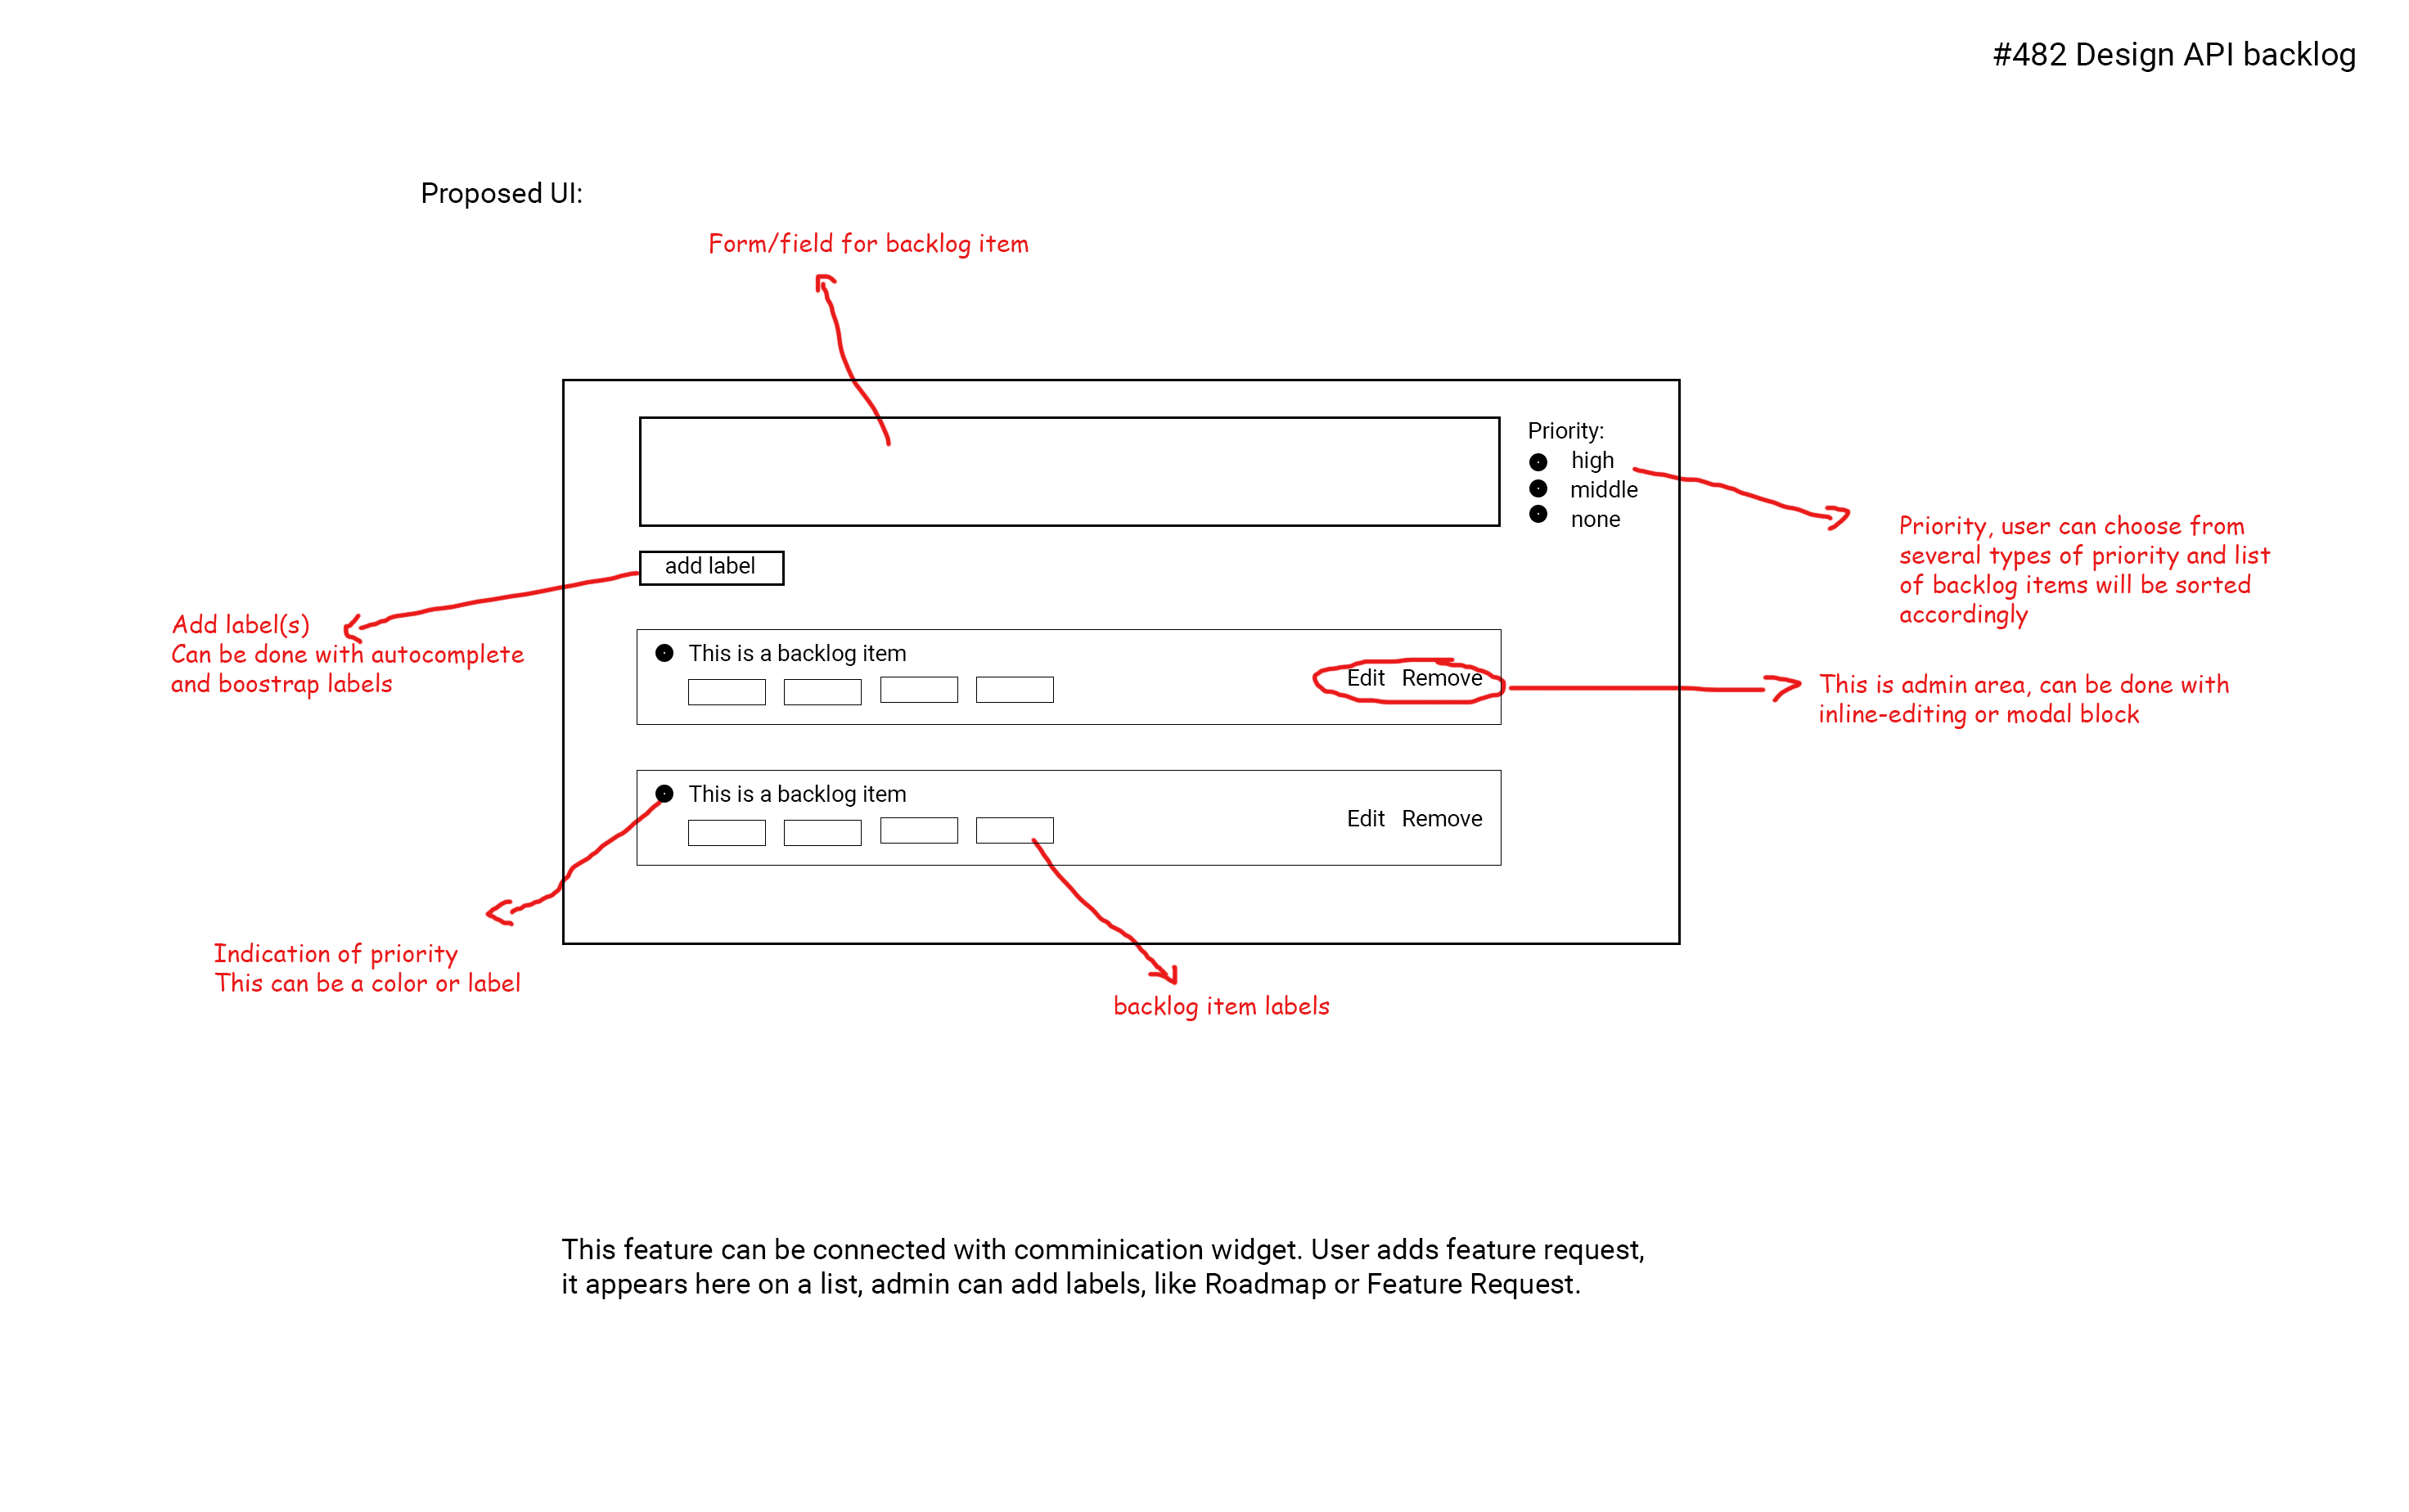 #482 Design API backlog
Proposed UI:
Form/field for backlog item
Priority:
high
middle
none
Priority, user can choose from
several types of priority and list
of backlog items will be sorted
accordingly
add label
Add label(s)
Can be done with autocomplete
and boostrap labels
This is a backlog item
Edit Remove
This is admin area, can be done with
inline-editing or modal block
This is a backlog item
Edit Remove
Indication of priority
This can be a color or label
backlog item labels
This feature can be connected with comminication widget. User adds feature request,
it appears here on a list, admin can add labels, like Roadmap or Feature Request.